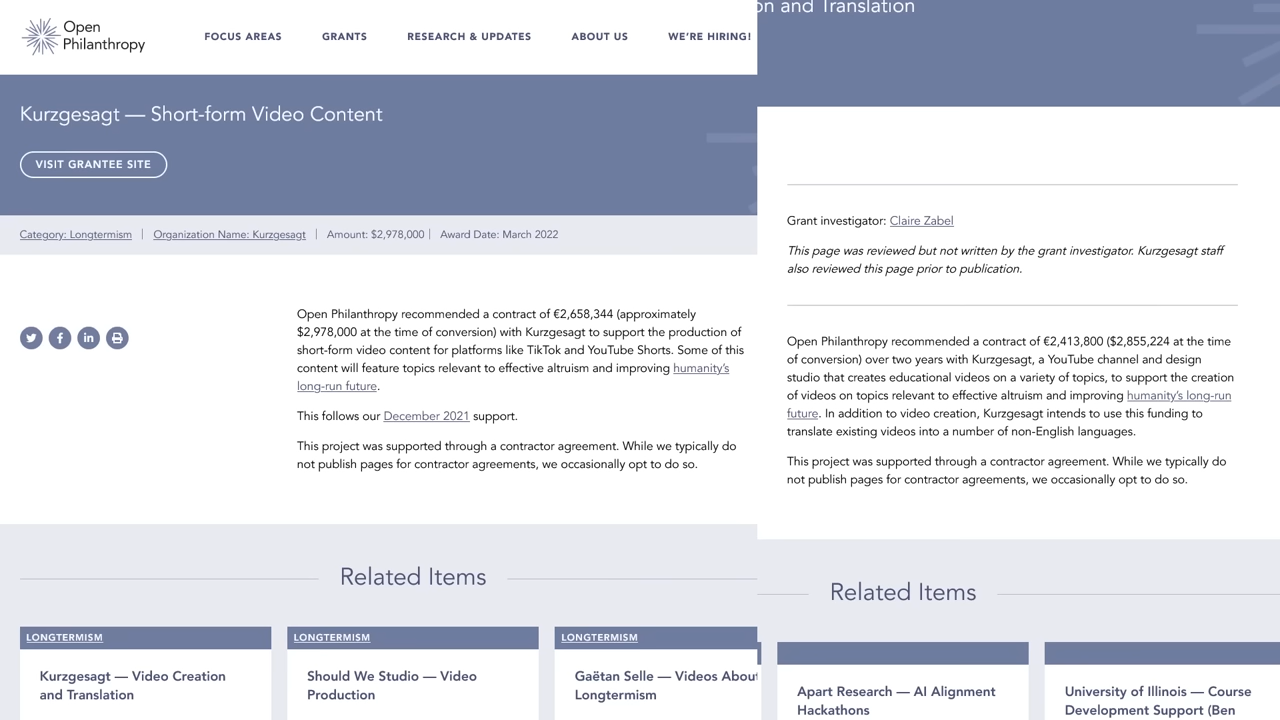 Open
Philanthropy
FOCUS AREAS
GRANTS
RESEARCH & UPDATES
ABOUT US
WE'RE HIRING!
Kurzgesagt — Short-form Video Content
VISIT GRANTEE SITE
Category: Longtermism
Organization Name: Kurzgesagt
Amount: $2,978,000
Award Date: March 2022
Open Philanthropy recommended a contract of €2,658,344 (approximately
$2,978,000 at the time of conversion) with Kurzgesagt to support the production of
short-form video content for platforms like TikTok and YouTube Shorts. Some of this
content will feature topics relevant to effective altruism and improving humanity's
long-run future.
This follows our December 2021 support.
This project was supported through a contractor agreement. While we typically do
not publish pages for contractor agreements, we occasionally opt to do so.
Related Items
LONGTERMISM
Kurzgesagt — Video Creation
and Translation
LONGTERMISM
Should We Studio — Video
Production
LONGTERMISM
Gaëtan Selle — Videos About
Longtermism
on and Translation
Grant investigator: Claire Zabel
This page was reviewed but not written by the grant investigator. Kurzgesagt staff
also reviewed this page prior to publication.
Open Philanthropy recommended a contract of €2,413,800 ($2,855,224 at the time
of conversion) over two years with Kurzgesagt, a YouTube channel and design
studio that creates educational videos on a variety of topics, to support the creation
of videos on topics relevant to effective altruism and improving humanity's long-run
future. In addition to video creation, Kurzgesagt intends to use this funding to
translate existing videos into a number of non-English languages.
This project was supported through a contractor agreement. While we typically do
not publish pages for contractor agreements, we occasionally opt to do so.
Related Items
Apart Research — AI Alignment
Hackathons
University of Illinois — Course
Development Support (Ben